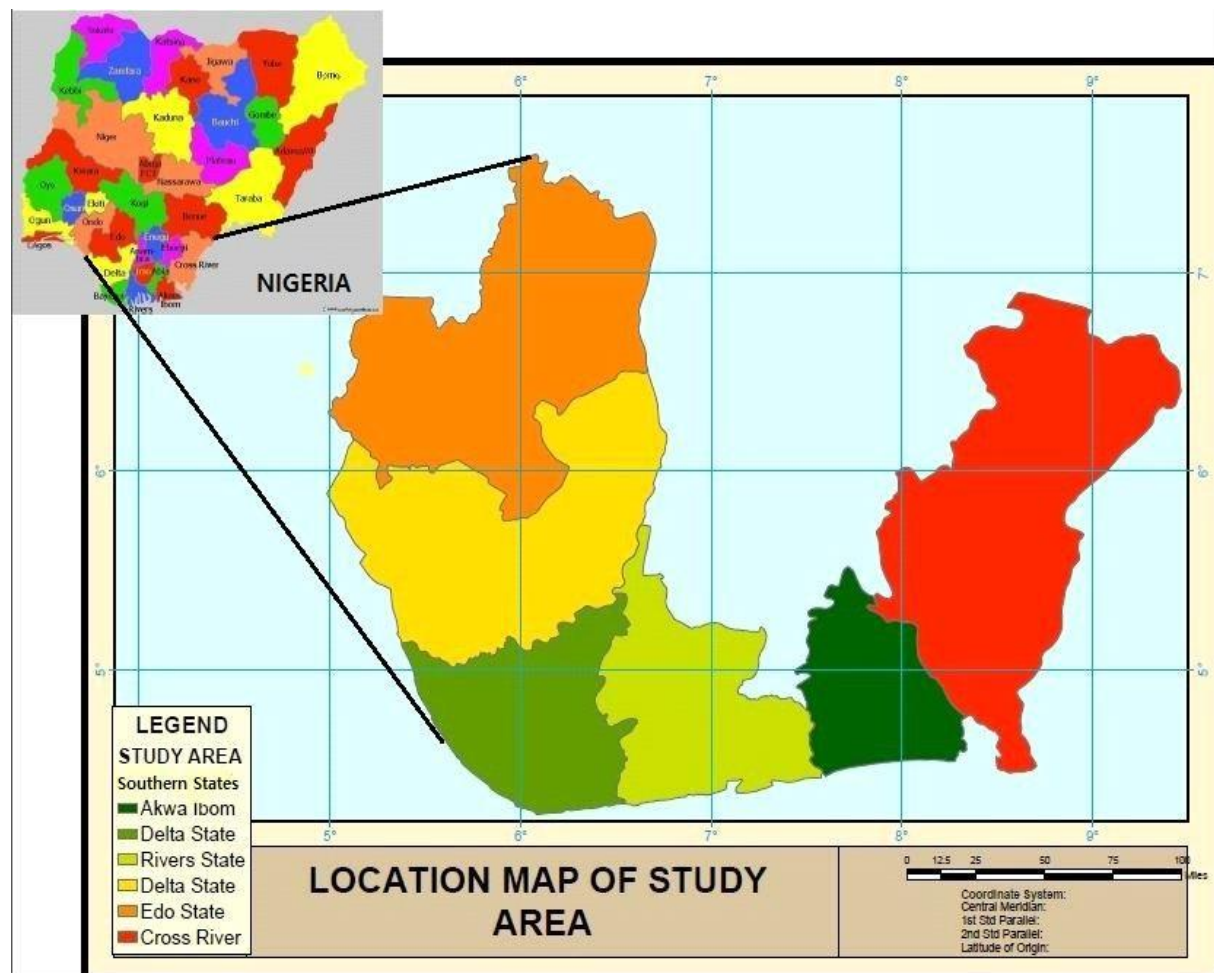 Sokoto
Katsina
Jigawa
Yobe
Borno
Zamfara
Kano
Kebbi
Kaduna
Bauchi
Gombe
Niger
Adamawa
Plateau
Kwara
Abuja
FCT
Nassarawa
Oyo
Taraba
Kogi
Osun
Ekiti
Benue
Ogun
Ondo
Edo
Enugu
Lagos
Ebonyi
Cross River
Delta
Imo
Abia
Rivers
Akwa
Ibom
NIGERIA
6° 7° 8° 9°
7° 7°
6° 6°
5° 5°
5° 6° 7° 8° 9°
LEGEND
STUDY AREA
Southern States
Akwa Ibom
Delta State
Rivers State
Delta State
Edo State
Cross River
LOCATION MAP OF STUDY
AREA
0 12.5 25 50 75 100
Miles
Coordinate System:
Central Meridian:
1st Std Parallel:
2nd Std Parallel:
Latitude of Origin: